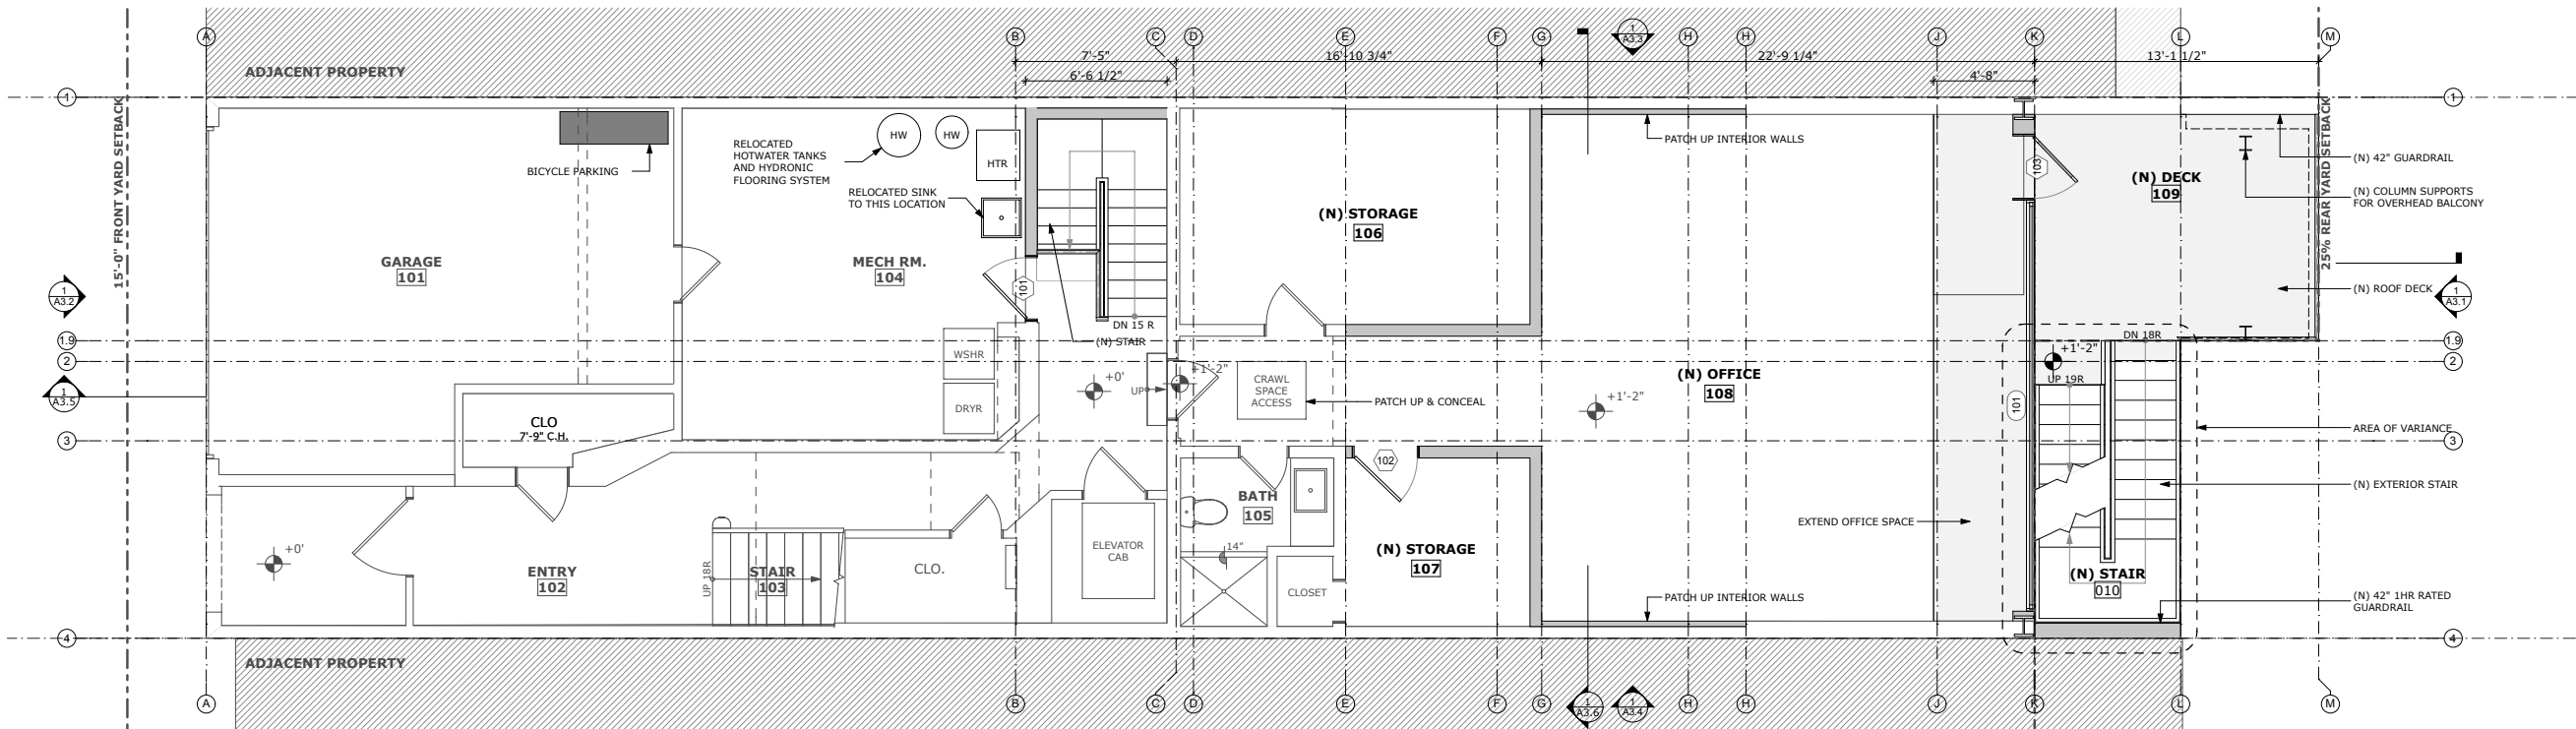 A
B
C
D
E
F
G
H
H
J
K
L
M
1
A3.3
7'-5"
16'-10 3/4"
22'-9 1/4"
13'-1 1/2"
6'-6 1/2"
4'-8"
ADJACENT PROPERTY
1
1
15'-0" FRONT YARD SETBACK
25% REAR YARD SETBACK
BICYCLE PARKING
RELOCATED
HOTWATER TANKS
AND HYDRONIC
FLOORING SYSTEM
HW
HW
HTR
RELOCATED SINK
TO THIS LOCATION
PATCH UP INTERIOR WALLS
103
(N) DECK
109
(N) 42" GUARDRAIL
(N) COLUMN SUPPORTS
FOR OVERHEAD BALCONY
(N) STORAGE
106
GARAGE
101
MECH RM.
104
101
1
A3.2
(N) ROOF DECK
1
A3.1
DN 15 R
(N) STAIR
DN 18R
1.9
1.9
2
2
WSHR
DRYR
+0'
UP
+1'-2"
CRAWL
SPACE
ACCESS
PATCH UP & CONCEAL
(N) OFFICE
108
+1'-2"
+1'-2"
UP 19R
101
1
A3.5
CLO
7'-9" C.H.
AREA OF VARIANCE
3
3
102
BATH
105
(N) EXTERIOR STAIR
EXTEND OFFICE SPACE
+0'
ENTRY
102
UP 18R
STAIR
103
CLO.
ELEVATOR
CAB
14"
CLOSET
(N) STORAGE
107
(N) STAIR
010
PATCH UP INTERIOR WALLS
(N) 42" 1HR RATED
GUARDRAIL
4
4
ADJACENT PROPERTY
A
B
C
D
E
F
G
1
A3.6
1
A3.4
H
H
J
K
L
M